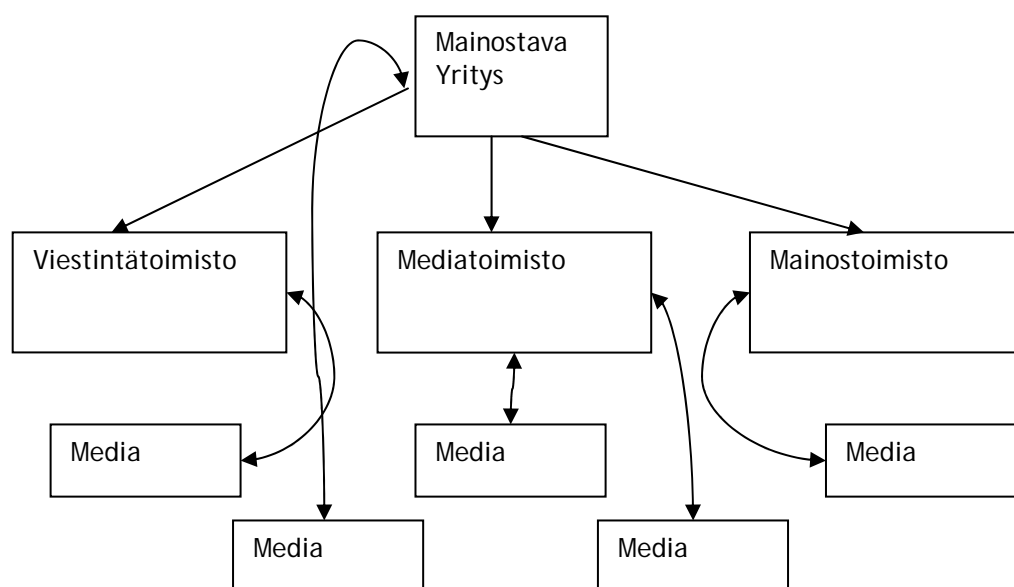 Mainostava
Yritys
Viestintätoimisto
Mediatoimisto
Mainostoimisto
Media
Media
Media
Media
Media